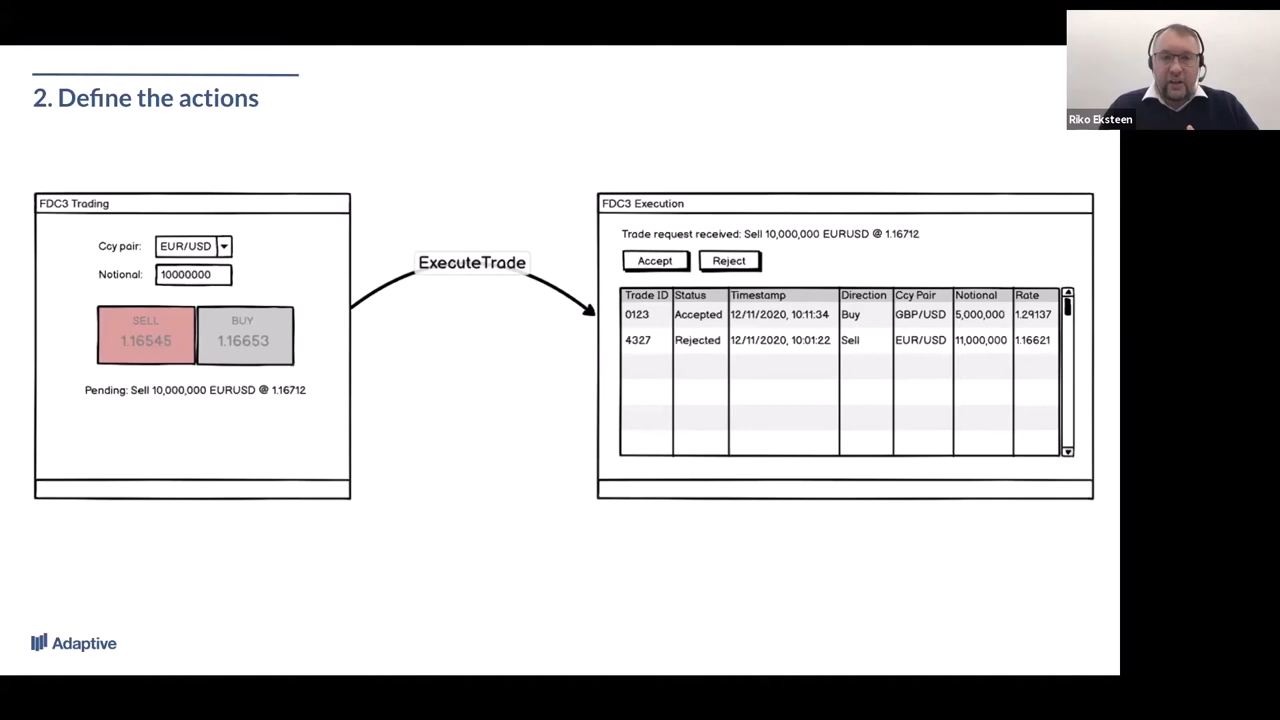 2. Define the actions
Riko Eksteen
FDC3 Trading
Ccy pair: EUR/USD
Notional: 10000000
SELL BUY
1.16545 1.16653
Pending: Sell 10,000,000 EURUSD @ 1.16712
ExecuteTrade
FDC3 Execution
Trade request received: Sell 10,000,000 EURUSD @ 1.16712
Accept Reject
Trade ID Status Timestamp Direction Ccy Pair Notional Rate
0123 Accepted 12/11/2020, 10:11:34 Buy GBP/USD 5,000,000 1.29137
4327 Rejected 12/11/2020, 10:01:22 Sell EUR/USD 11,000,000 1.16621
Adaptive